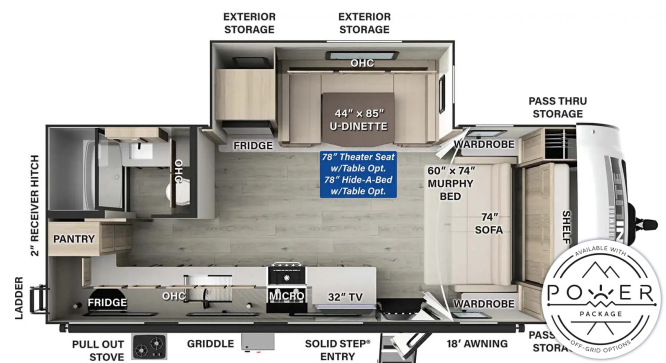 EXTERIOR
STORAGE
EXTERIOR
STORAGE
OHC
44” × 85”
U-DINETTE
FRIDGE
PASS THRU
STORAGE
WARDROBE
78” Theater Seat
w/Table Opt.
78” Hide-A-Bed
w/Table Opt.
60” × 74”
MURPHY
BED
74”
SOFA
SHELF
OHC
2” RECEIVER HITCH
PANTRY
LADDER
FRIDGE
OHC
MICRO
32” TV
WARDROBE
PULL OUT
STOVE
GRIDDLE
SOLID STEP®
ENTRY
18’ AWNING
PASS
STORA
AVAILABLE WITH
POWER
PACKAGE
OFF-GRID OPTIONS